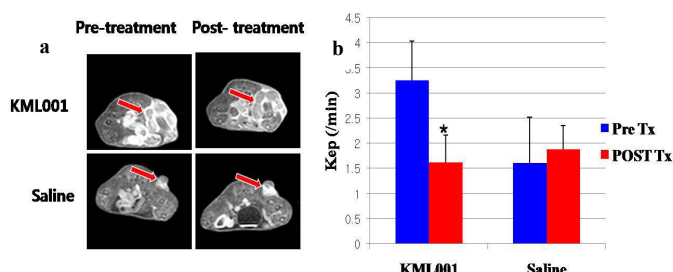 a
Pre-treatment Post- treatment
KML001
Saline
b
Kep (/min)
4.5
4
3.5
3
2.5
2
1.5
1
0.5
0
*
Pre Tx
POST Tx
KML001 Saline